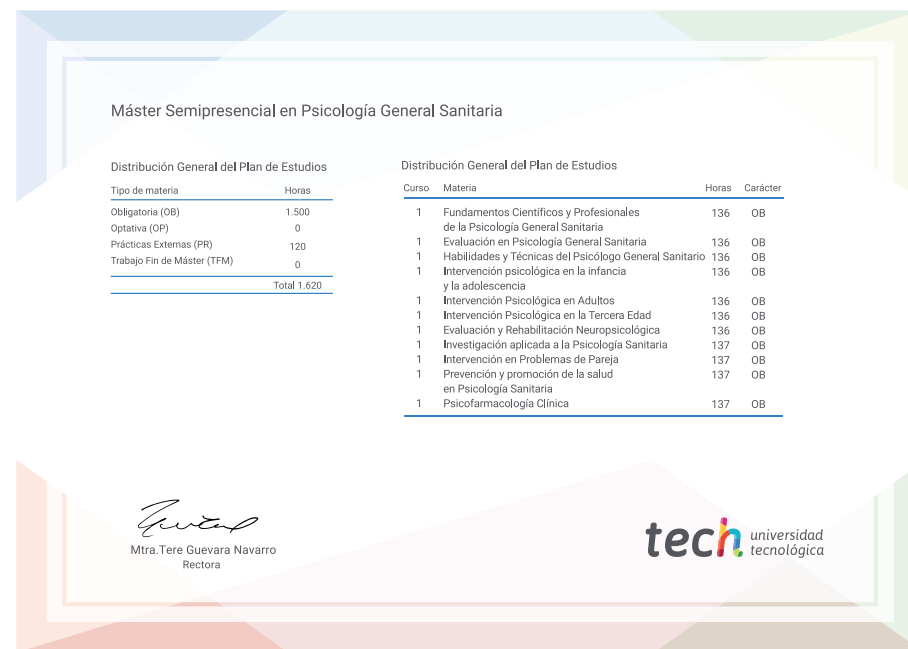 Máster Semipresencial en Psicología General Sanitaria
Distribución General del Plan de Estudios
Tipo de materia Horas
Obligatoria (OB) 1.500
Optativa (OP) 0
Prácticas Externas (PR) 120
Trabajo Fin de Máster (TFM) 0
Total 1.620
Distribución General del Plan de Estudios
Curso Materia Horas Carácter
1 Fundamentos Científicos y Profesionales 136 OB
de la Psicología General Sanitaria
1 Evaluación en Psicología General Sanitaria 136 OB
1 Habilidades y Técnicas del Psicólogo General Sanitario 136 OB
1 Intervención psicológica en la infancia 136 OB
y la adolescencia
1 Intervención Psicológica en Adultos 136 OB
1 Intervención Psicológica en la Tercera Edad 136 OB
1 Evaluación y Rehabilitación Neuropsicológica 136 OB
1 Investigación aplicada a la Psicología Sanitaria 137 OB
1 Intervención en Problemas de Pareja 137 OB
1 Prevención y promoción de la salud 137 OB
en Psicología Sanitaria
1 Psicofarmacología Clínica 137 OB
Mtra.Tere Guevara Navarro
Rectora
tech universidad
tecnológica